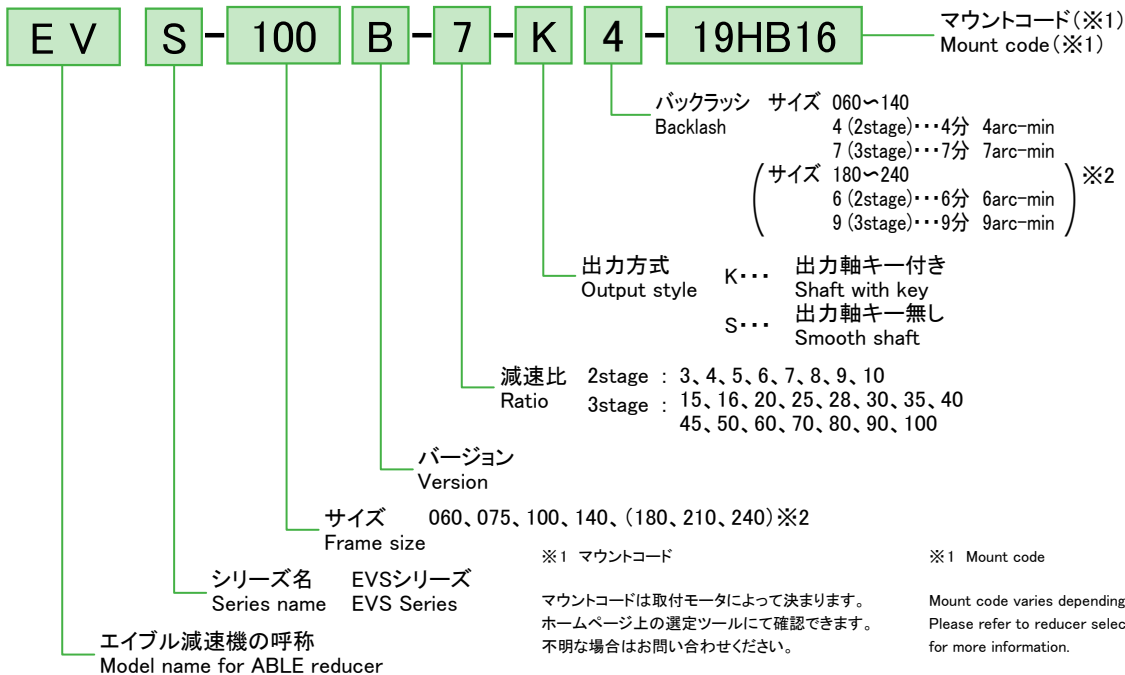 EV S - 100 B - 7 - K 4 - 19HB16
マウントコード(※1)
Mount code(※1)
バックラッシ サイズ 060~140
Backlash 4 (2stage)・・・4分 4arc-min
7 (3stage)・・・7分 7arc-min
サイズ 180~240 ※2
6 (2stage)・・・6分 6arc-min
9 (3stage)・・・9分 9arc-min
出力方式 K・・・ 出力軸キー付き
Output style Shaft with key
S・・・ 出力軸キー無し
Smooth shaft
減速比 2stage : 3、4、5、6、7、8、9、10
Ratio 3stage : 15、16、20、25、28、30、35、40
45、50、60、70、80、90、100
バージョン
Version
サイズ 060、075、100、140、(180、210、240)※2
Frame size
シリーズ名 EVSシリーズ
Series name EVS Series
エイブル減速機の呼称
Model name for ABLE reducer
※1 マウントコード
マウントコードは取付モータによって決まります。
ホームページ上の選定ツールにて確認できます。
不明な場合はお問い合わせください。
※1 Mount code
Mount code varies depending
Please refer to reducer selec
for more information.